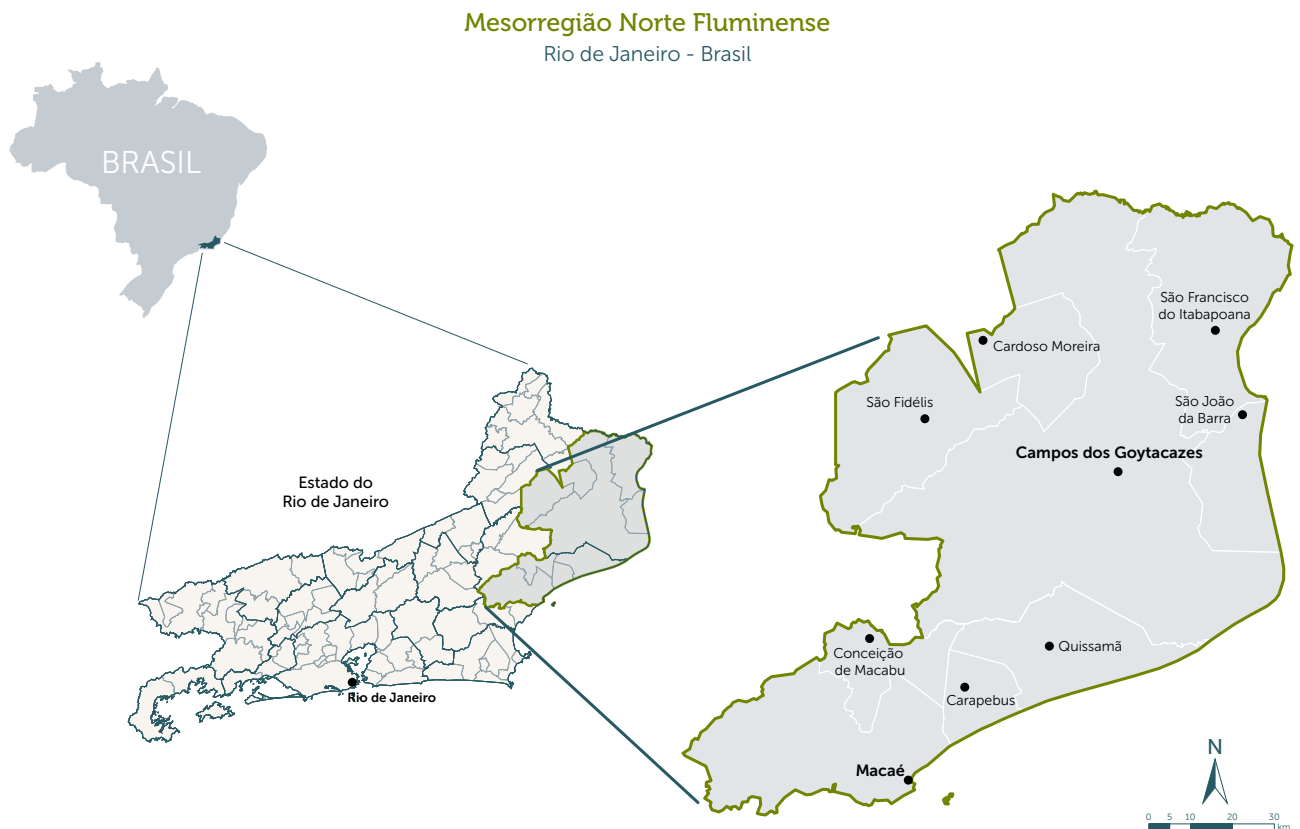 Mesorregião Norte Fluminense
Rio de Janeiro - Brasil
BRASIL
Estado do
Rio de Janeiro
Rio de Janeiro
São Francisco
do Itabapoana
Cardoso Moreira
São Fidélis
São João
da Barra
Campos dos Goytacazes
Conceição
de Macabu
Quissamã
Carapebus
Macaé
N
0 5 10 20 30
km